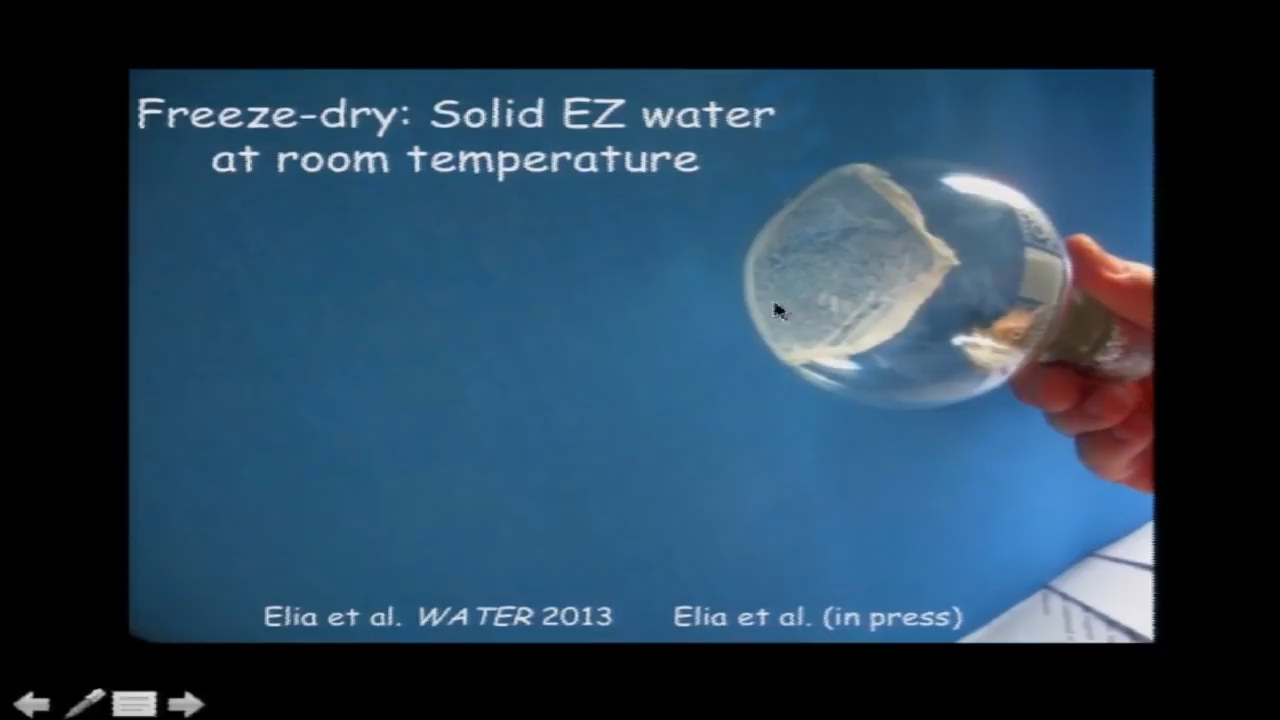 Freeze-dry: Solid EZ water
at room temperature
Elia et al. WATER 2013 Elia et al. (in press)